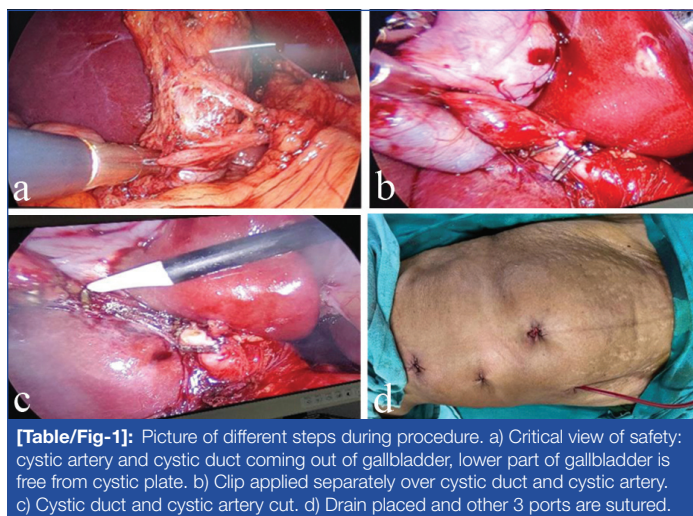 a
b
c
d
[Table/Fig-1]: Picture of different steps during procedure. a) Critical view of safety:
cystic artery and cystic duct coming out of gallbladder, lower part of gallbladder is
free from cystic plate. b) Clip applied separately over cystic duct and cystic artery.
c) Cystic duct and cystic artery cut. d) Drain placed and other 3 ports are sutured.